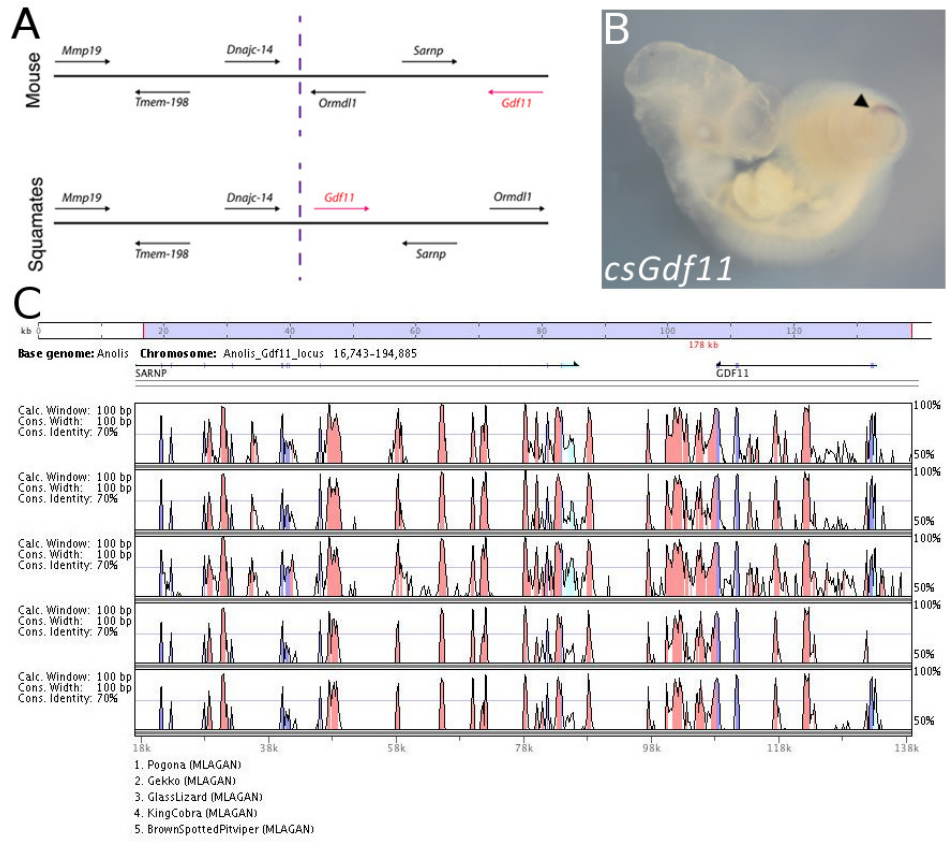 A
Mouse
Mmp19
Dnajc-14
Sarnp
Tmem-198
Ormdl1
Gdf11
Squamates
Mmp19
Dnajc-14
Gdf11
Ormdl1
Tmem-198
Sarnp
B
csGdf11
C
kb 0 20 40 60 80 100 120
178 kb
Base genome: Anolis Chromosome: Anolis_Gdf11_locus 16,743-194,885
SARNP GDF11
Calc. Window: 100 bp
Cons. Width: 100 bp
Cons. Identity: 70%
100%
50%
Calc. Window: 100 bp
Cons. Width: 100 bp
Cons. Identity: 70%
100%
50%
Calc. Window: 100 bp
Cons. Width: 100 bp
Cons. Identity: 70%
100%
50%
Calc. Window: 100 bp
Cons. Width: 100 bp
Cons. Identity: 70%
100%
50%
Calc. Window: 100 bp
Cons. Width: 100 bp
Cons. Identity: 70%
100%
50%
18k 38k 58k 78k 98k 118k 138k
1. Pogona (MLAGAN)
2. Gekko (MLAGAN)
3. GlassLizard (MLAGAN)
4. KingCobra (MLAGAN)
5. BrownSpottedPitviper (MLAGAN)